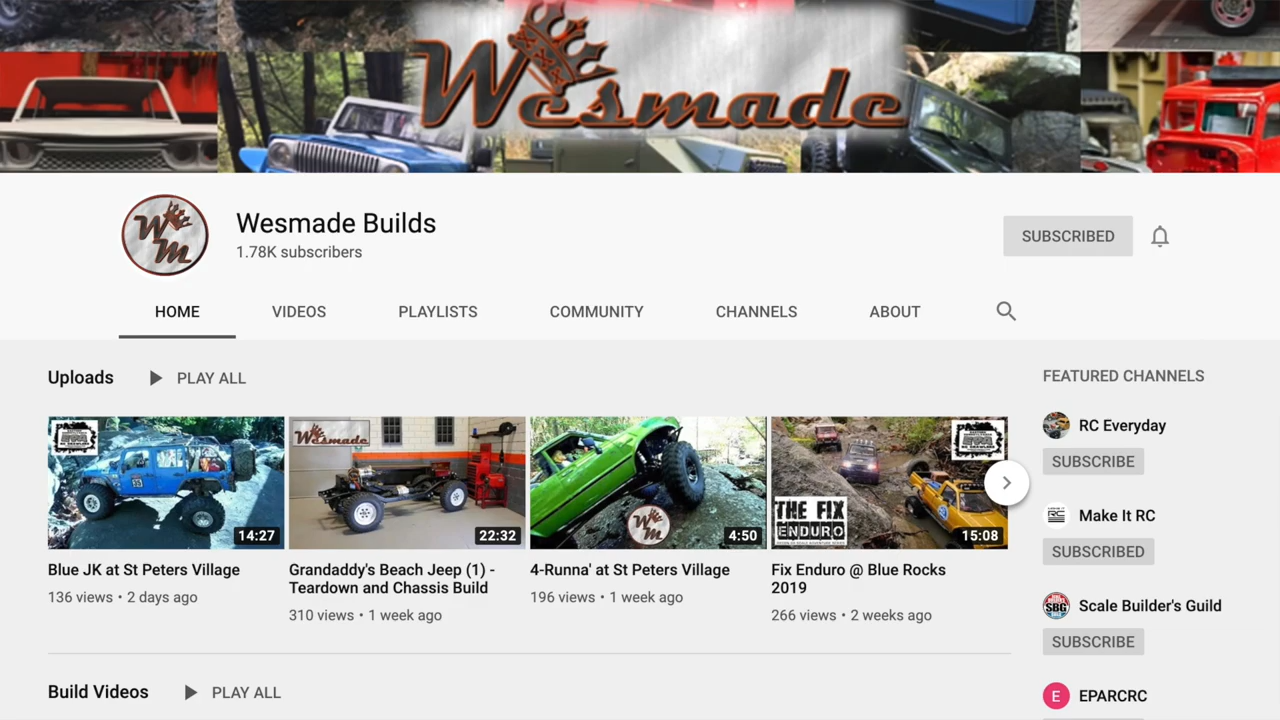 Wesmade
WM
Wesmade Builds
1.78K subscribers
SUBSCRIBED
HOME
VIDEOS
PLAYLISTS
COMMUNITY
CHANNELS
ABOUT
Uploads
PLAY ALL
Wesmade
WM
THE FIX
ENDURO
14:27
22:32
4:50
15:08
Blue JK at St Peters Village
136 views • 2 days ago
Grandaddy's Beach Jeep (1) -
Teardown and Chassis Build
310 views • 1 week ago
4-Runna' at St Peters Village
196 views • 1 week ago
Fix Enduro @ Blue Rocks
2019
266 views • 2 weeks ago
Build Videos
PLAY ALL
FEATURED CHANNELS
RC Everyday
SUBSCRIBE
RC
Make It RC
SUBSCRIBED
SBG
Scale Builder's Guild
SUBSCRIBE
E
EPARCRC